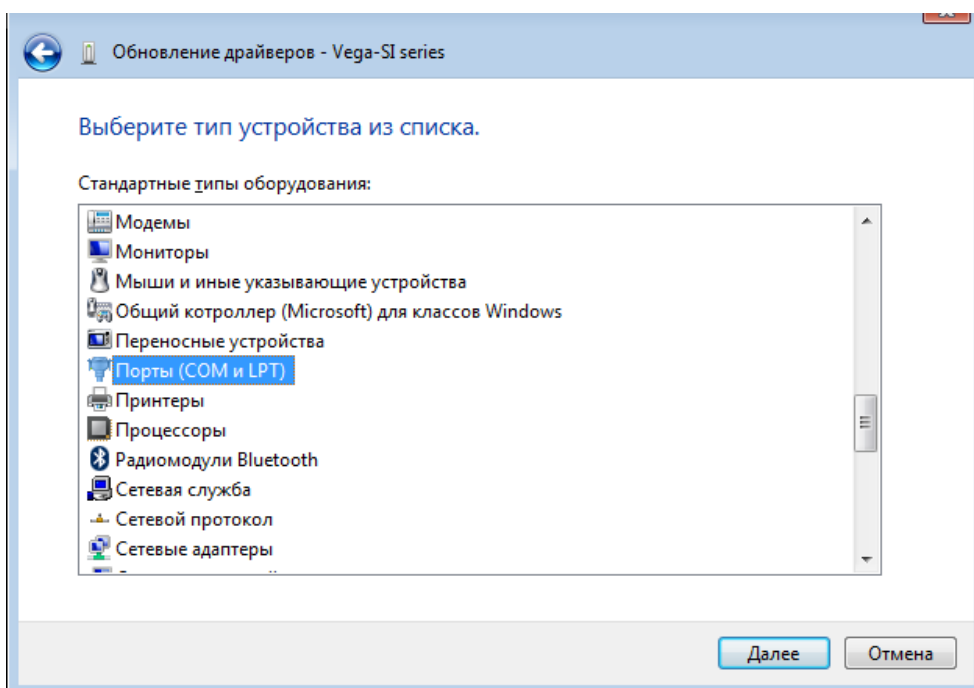 Обновление драйверов - Vega-SI series
Выберите тип устройства из списка.
Стандартные типы оборудования:
Модемы
Мониторы
Мыши и иные указывающие устройства
Общий котроллер (Microsoft) для классов Windows
Переносные устройства
Порты (COM и LPT)
Принтеры
Процессоры
Радиомодули Bluetooth
Сетевая служба
Сетевой протокол
Сетевые адаптеры
Далее
Отмена